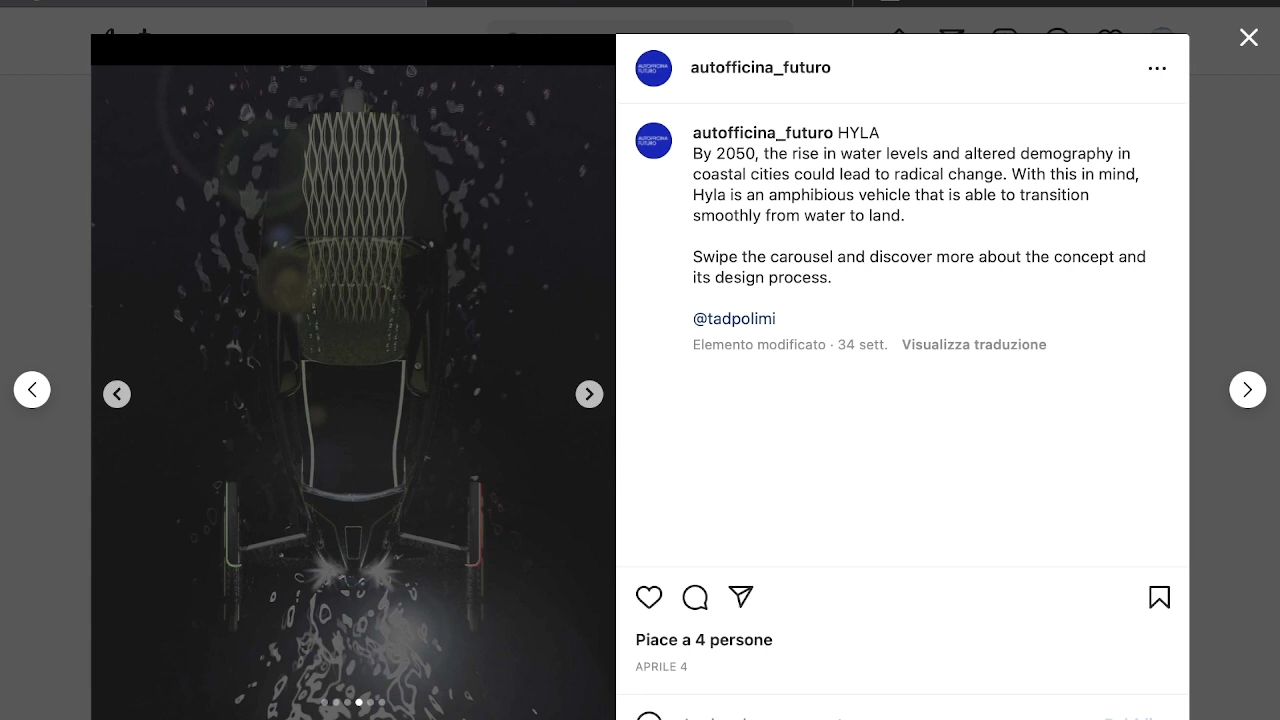 autofficina_futuro
autofficina_futuro HYLA
By 2050, the rise in water levels and altered demography in
coastal cities could lead to radical change. With this in mind,
Hyla is an amphibious vehicle that is able to transition
smoothly from water to land.
Swipe the carousel and discover more about the concept and
its design process.
@tadpolimi
Elemento modificato · 34 sett. Visualizza traduzione
Piace a 4 persone
APRILE 4